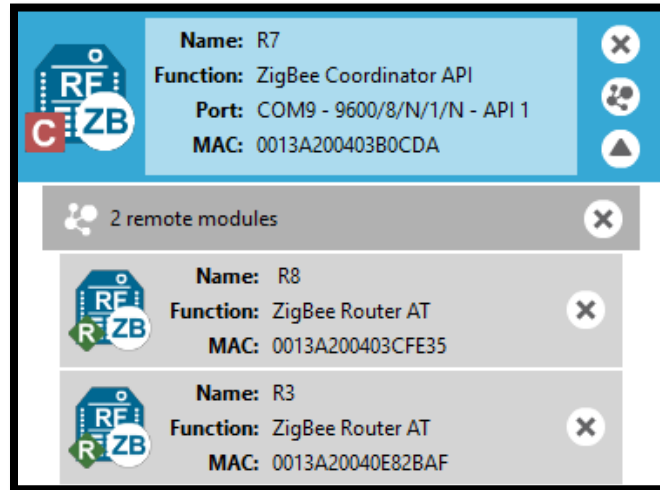 RF
C
ZB
Name: R7
Function: ZigBee Coordinator API
Port: COM9 - 9600/8/N/1/N - API 1
MAC: 0013A200403B0CDA
2 remote modules
RF
R
ZB
Name: R8
Function: ZigBee Router AT
MAC: 0013A200403CFE35
RF
R
ZB
Name: R3
Function: ZigBee Router AT
MAC: 0013A20040E82BAF